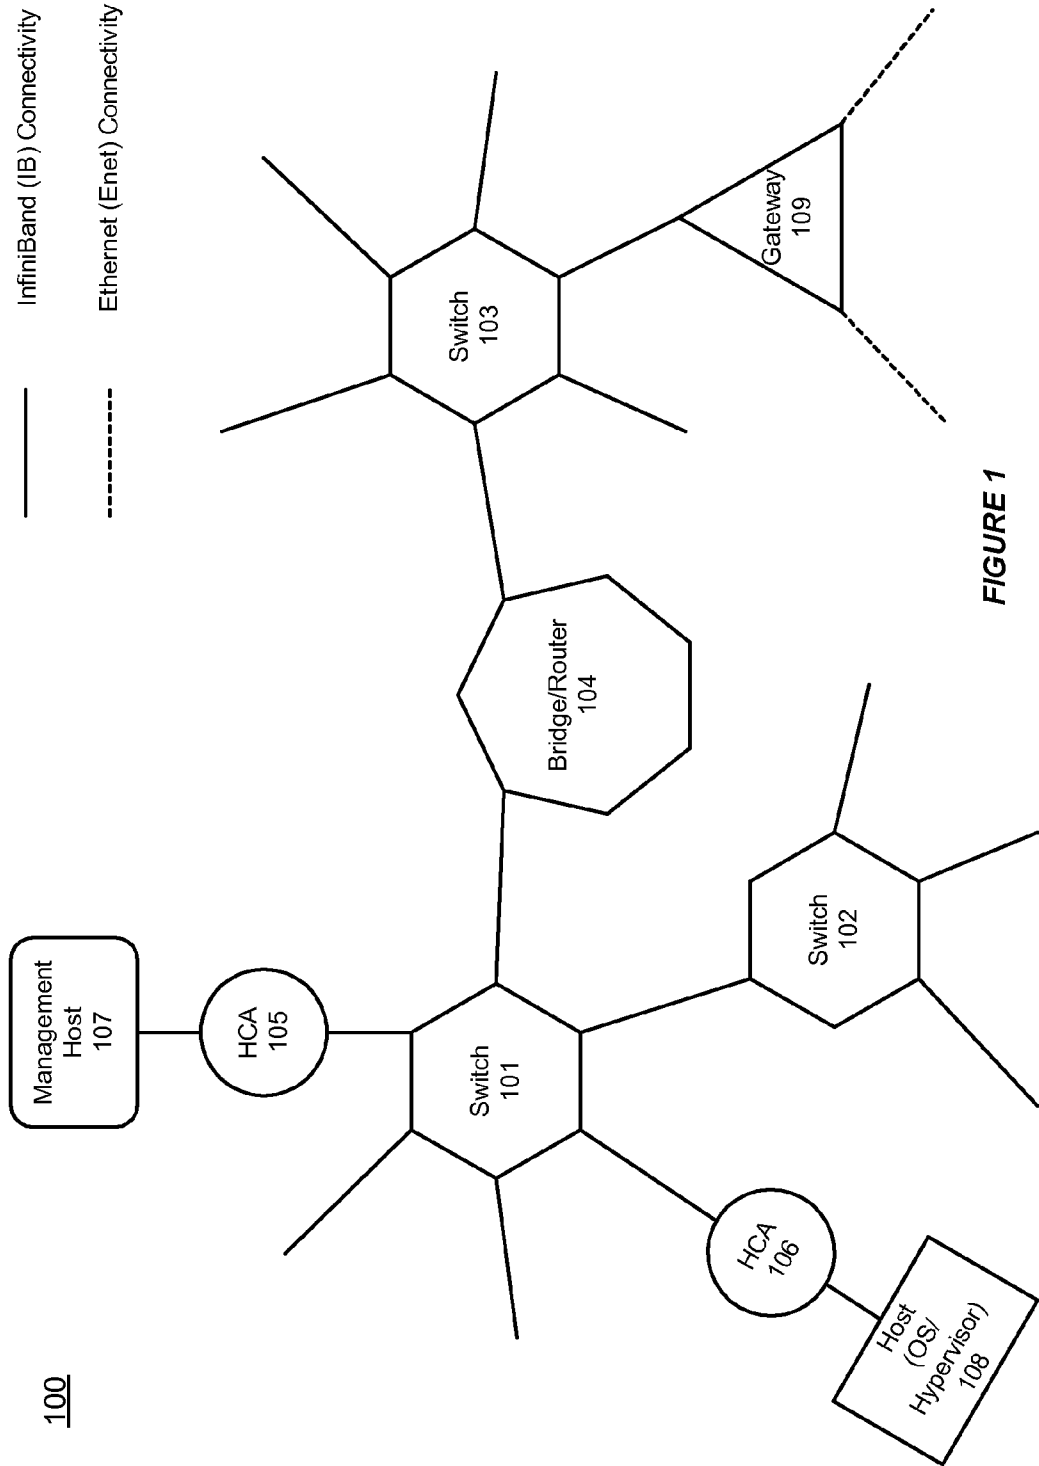 100
InfiniBand (IB) Connectivity
Ethernet (Enet) Connectivity
Management
Host
107
HCA
105
Switch
101
HCA
106
Host
(OS/
Hypervisor)
108
Switch
102
Bridge/Router
104
Switch
103
Gateway
109
FIGURE 1